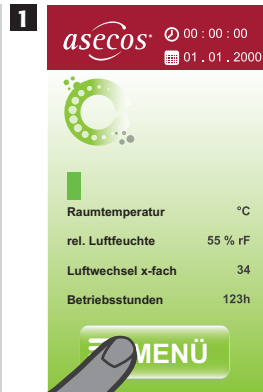 1
asecos®
00 : 00 : 00
01 . 01 . 2000
Raumtemperatur °C
rel. Luftfeuchte 55 % rF
Luftwechsel x-fach 34
Betriebsstunden 123h
MENÜ